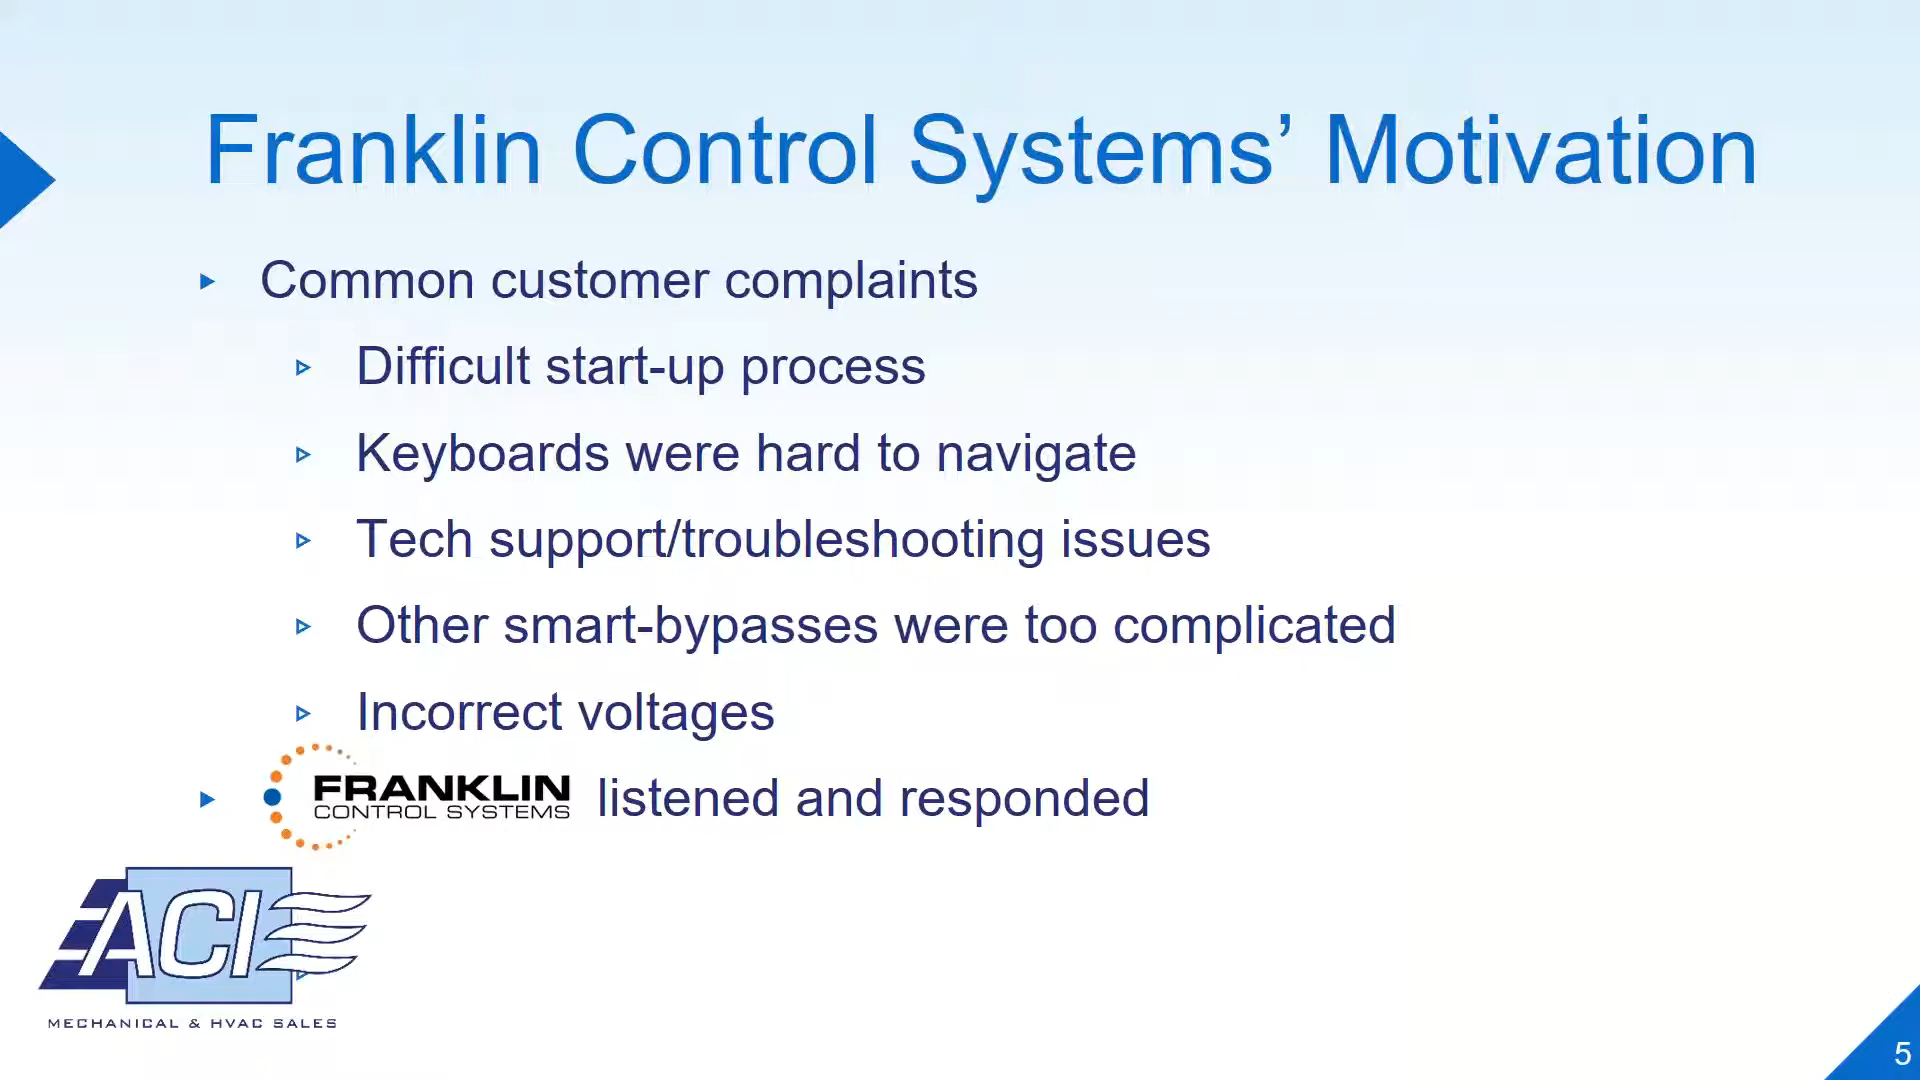 Franklin Control Systems’ Motivation
Common customer complaints
Difficult start-up process
Keyboards were hard to navigate
Tech support/troubleshooting issues
Other smart-bypasses were too complicated
Incorrect voltages
FRANKLIN CONTROL SYSTEMS listened and responded
ACI
MECHANICAL & HVAC SALES
5